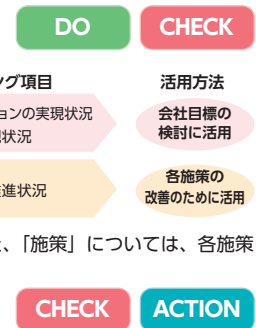 DO CHECK
ング項目 活用方法
ョンの実現状況
現状況
会社目標の
検討に活用
進状況
各施策の
改善のために活用
、「施策」については、各施策
CHECK ACTION